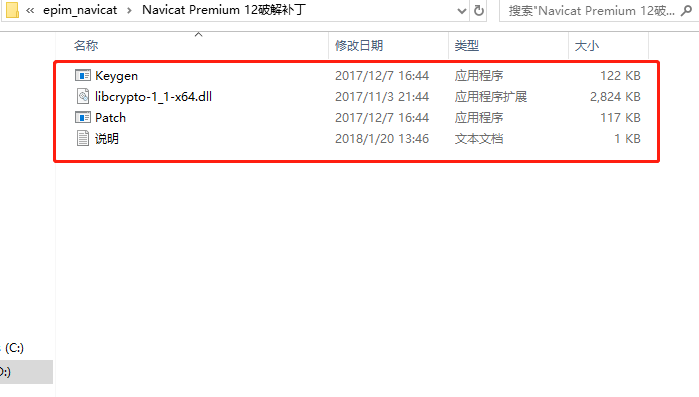 « epim_navicat › Navicat Premium 12破解补丁 搜索"Navicat Premium 12破...
名称 修改日期 类型 大小
Keygen 2017/12/7 16:44 应用程序 122 KB
libcrypto-1_1-x64.dll 2017/11/3 21:44 应用程序扩展 2,824 KB
Patch 2017/12/7 16:44 应用程序 117 KB
说明 2018/1/20 13:46 文本文档 1 KB
(C:)
:)